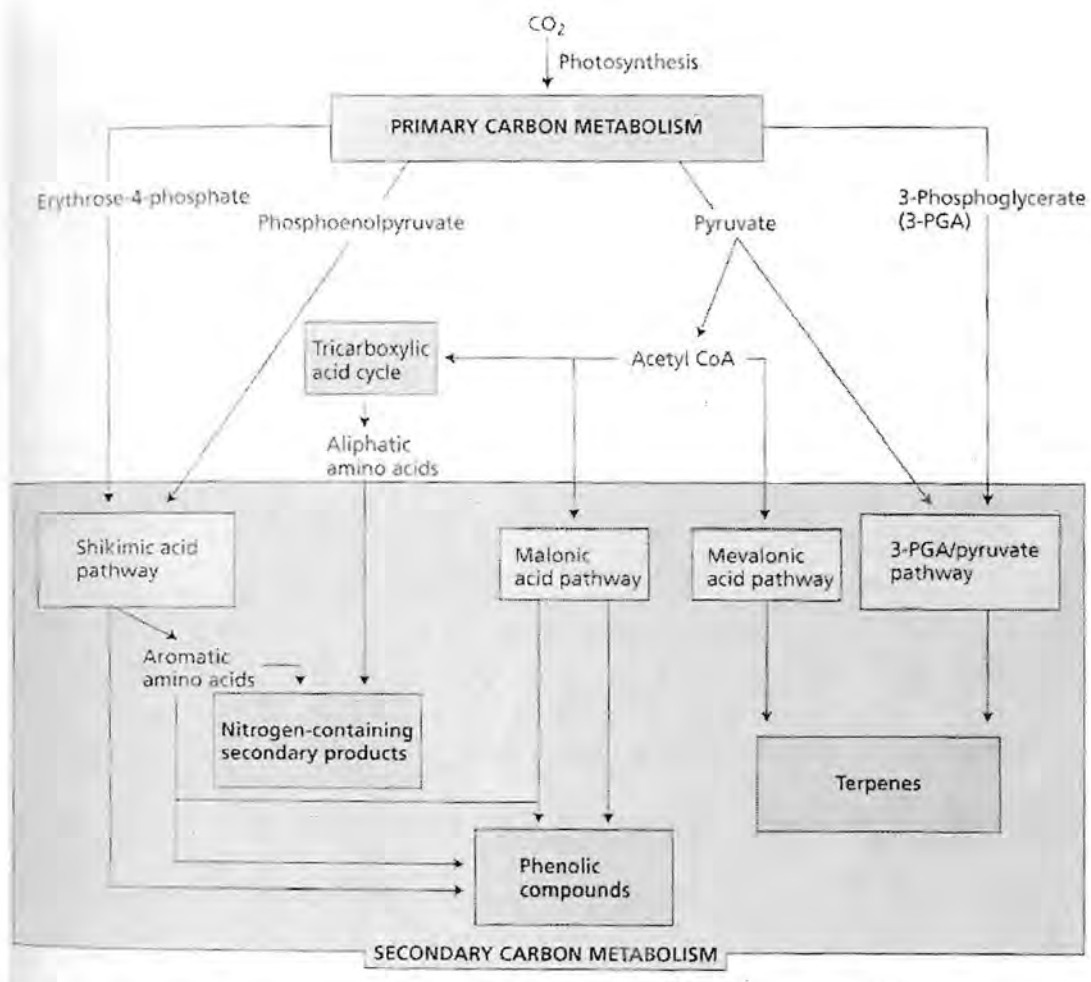 CO₂
Photosynthesis
PRIMARY CARBON METABOLISM
Erythrose-4-phosphate
Phosphoenolpyruvate
Pyruvate
3-Phosphoglycerate
(3-PGA)
Tricarboxylic
acid cycle
Acetyl CoA
Aliphatic
amino acids
Shikimic acid
pathway
Malonic
acid pathway
Mevalonic
acid pathway
3-PGA/pyruvate
pathway
Aromatic
amino acids
Nitrogen-containing
secondary products
Terpenes
Phenolic
compounds
SECONDARY CARBON METABOLISM